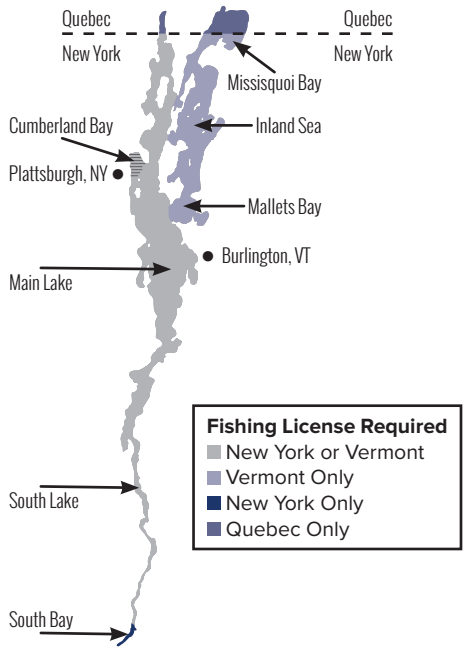 Quebec
Quebec
New York
New York
Missisquoi Bay
Cumberland Bay
Inland Sea
Plattsburgh, NY
Mallets Bay
Burlington, VT
Main Lake
Fishing License Required
New York or Vermont
Vermont Only
New York Only
Quebec Only
South Lake
South Bay